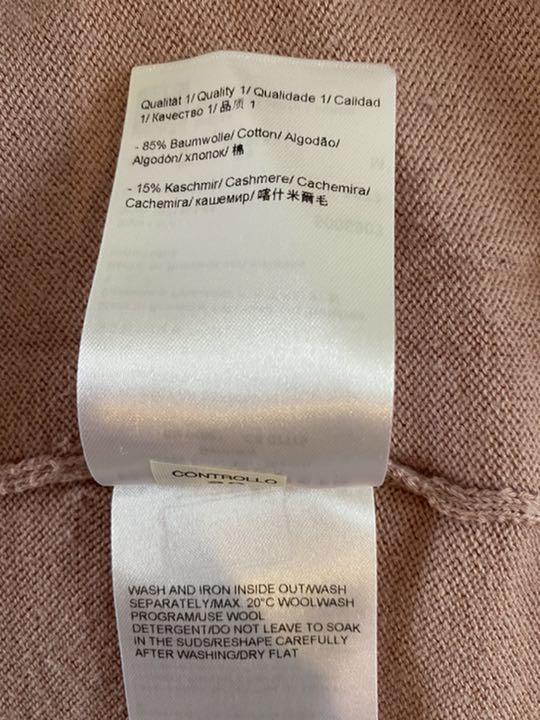 Qualität 1/ Quality 1/ Qualidade 1/ Calidad
1/ Качество 1/ 品质 1
- 85% Baumwolle/ Cotton/ Algodão/
Algodón/ хлопок/ 棉
- 15% Kaschmir/ Cashmere/ Cachemira/
Cachemira/ кашемир/ 喀什米爾毛
CONTROLLO
WASH AND IRON INSIDE OUT/WASH
SEPARATELY/MAX. 20°C WOOLWASH
PROGRAM/USE WOOL
DETERGENT/DO NOT LEAVE TO SOAK
IN THE SUDS/RESHAPE CAREFULLY
AFTER WASHING/DRY FLAT